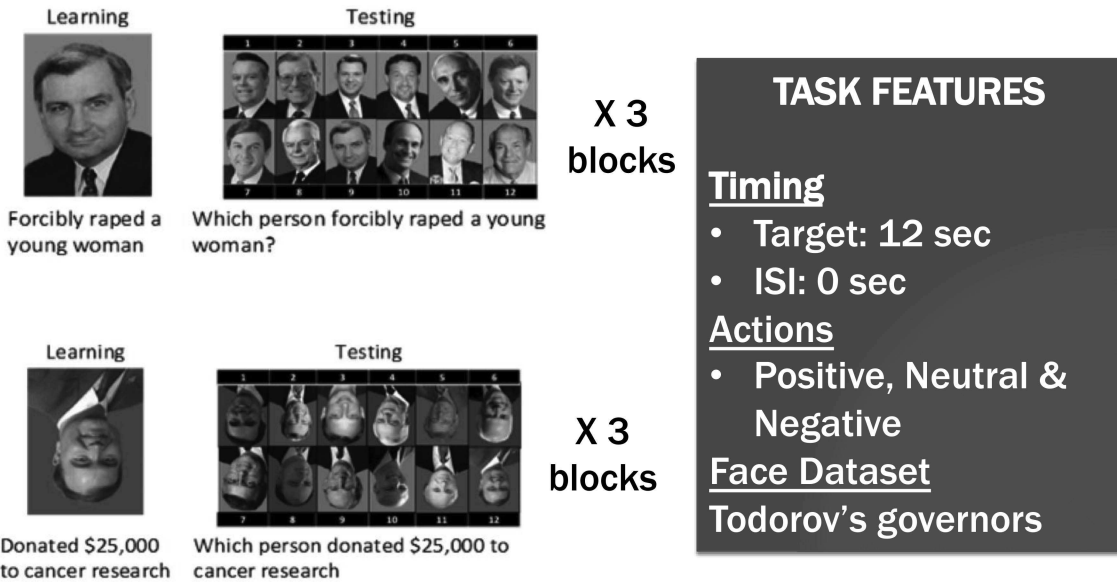 Learning
Testing
1 2 3 4 5 6
7 8 9 10 11 12
Forcibly raped a
young woman
Which person forcibly raped a young
woman?
X 3
blocks
Learning
Testing
1 2 3 4 5 6
7 8 9 10 11 12
Donated $25,000
to cancer research
Which person donated $25,000 to
cancer research
X 3
blocks
TASK FEATURES
Timing
• Target: 12 sec
• ISI: 0 sec
Actions
• Positive, Neutral &
Negative
Face Dataset
Todorov’s governors